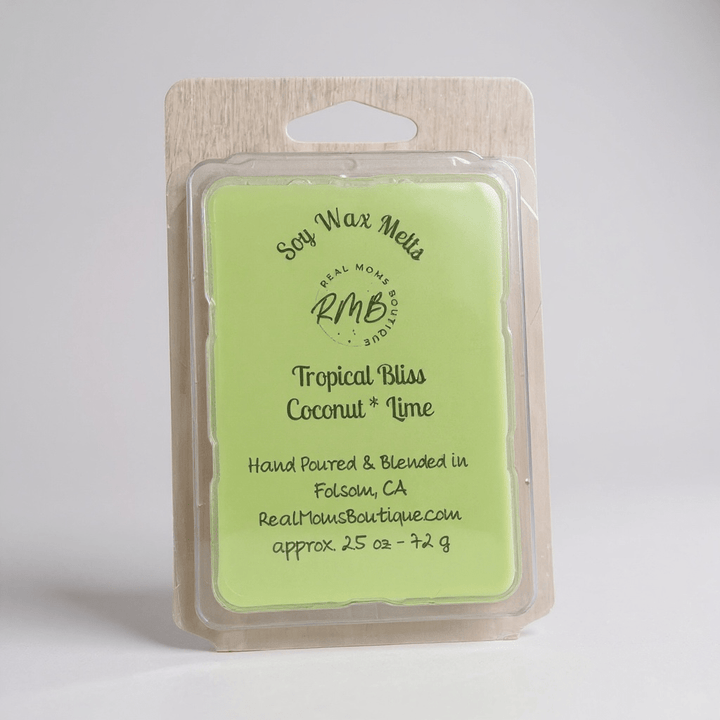 Soy Wax Melts
REAL MOMS BOUTIQUE
RMB
Tropical Bliss
Coconut * Lime
Hand Poured & Blended in
Folsom, CA
RealMomsBoutique.com
approx. 2.5 oz - 72 g